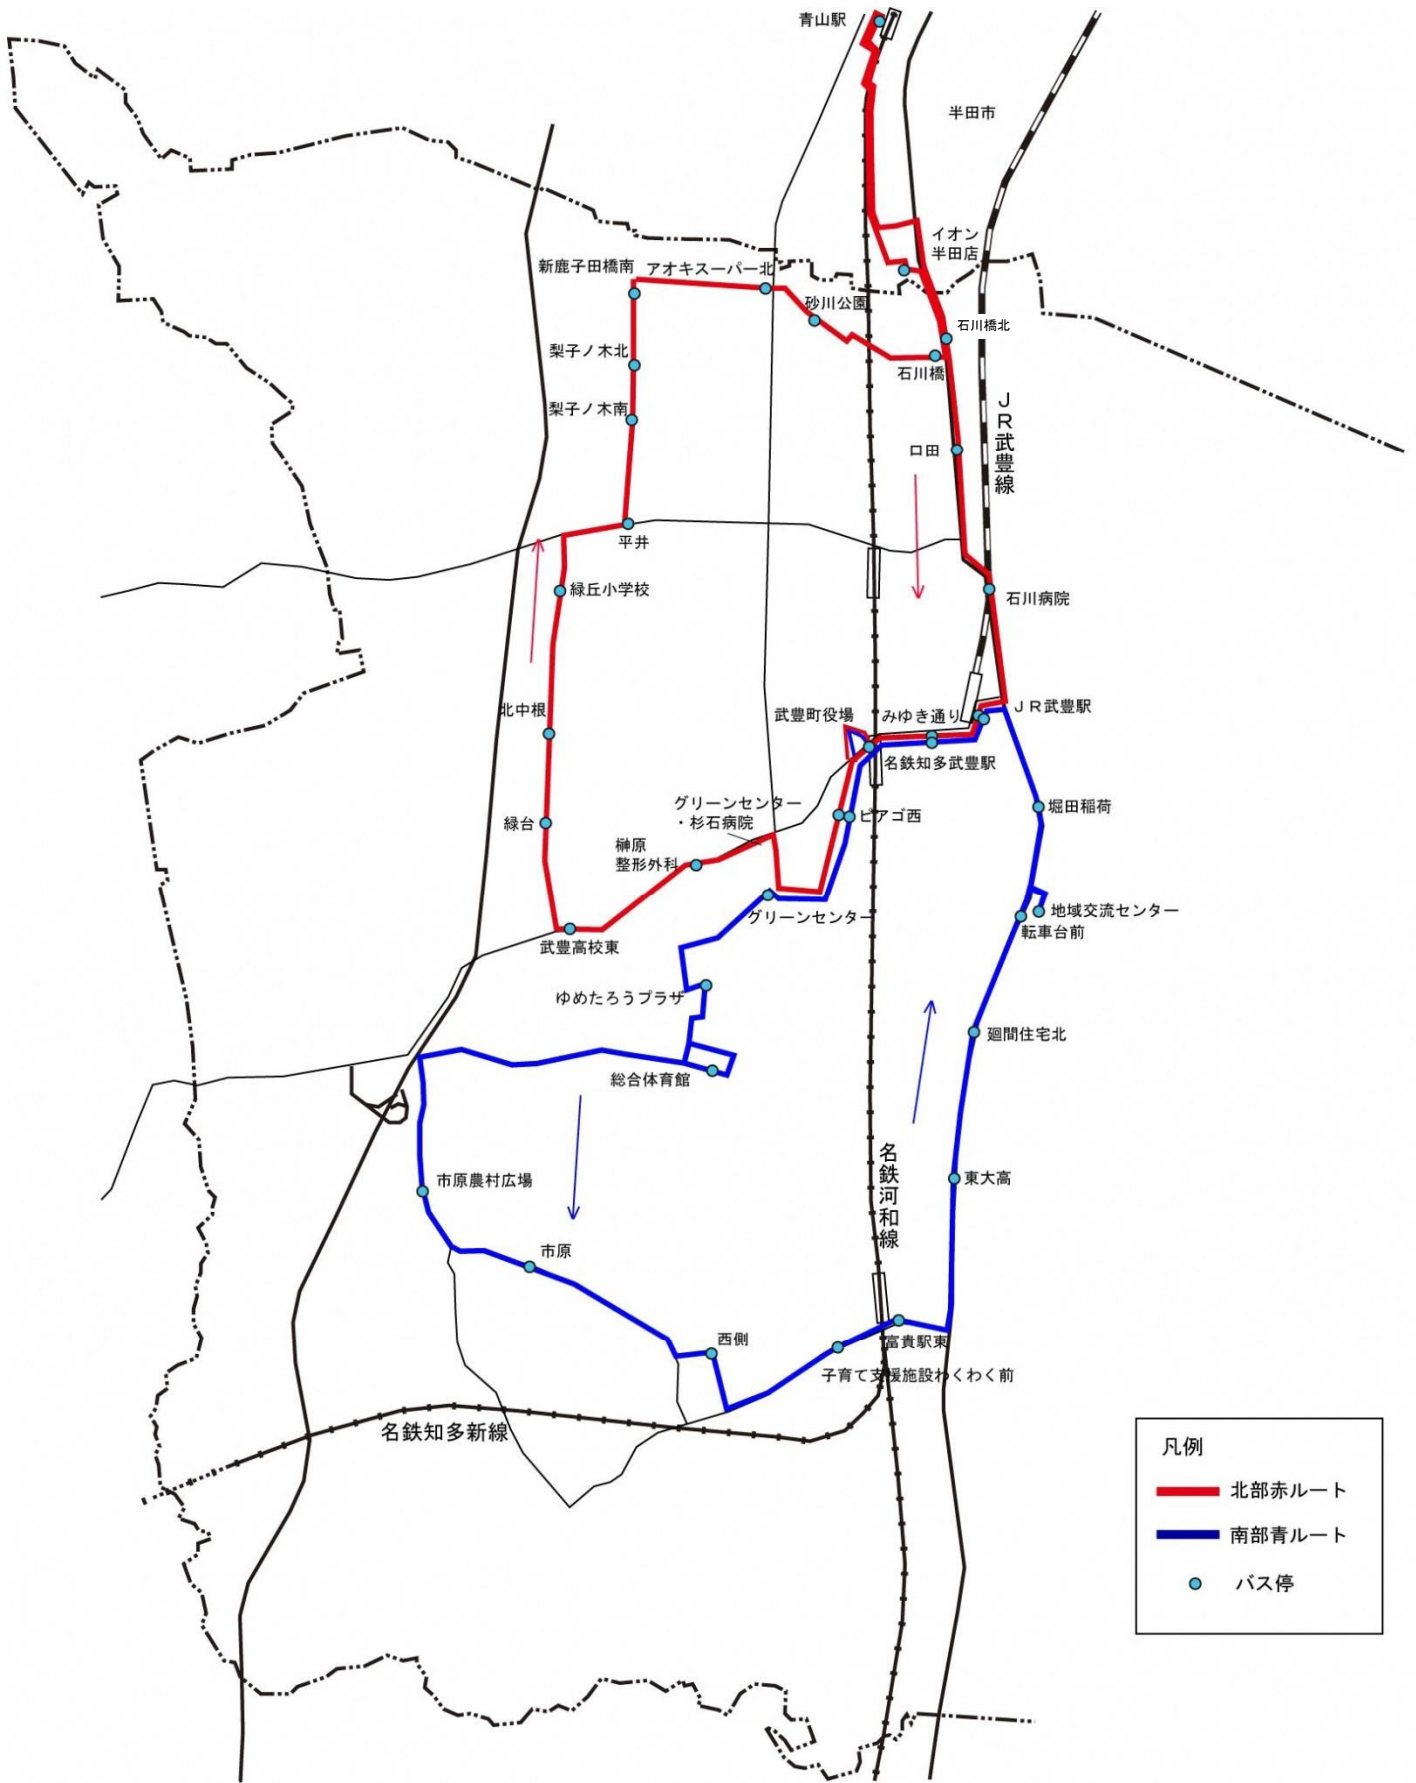 青山駅
半田市
イオン
半田店
新鹿子田橋南
アオキスーパー北
砂川公園
石川橋北
石川橋
梨子ノ木北
梨子ノ木南
JR武豊線
口田
平井
緑丘小学校
石川病院
北中根
武豊町役場
みゆき通り
JR武豊駅
名鉄知多武豊駅
グリーンセンター
・杉石病院
ピアゴ西
堀田稲荷
緑台
榊原
整形外科
グリーンセンター
地域交流センター
転車台前
武豊高校東
ゆめたろうプラザ
廻間住宅北
総合体育館
市原農村広場
名鉄河和線
東大高
市原
西側
富貴駅東
子育て支援施設わくわく前
名鉄知多新線
凡例
北部赤ルート
南部青ルート
バス停